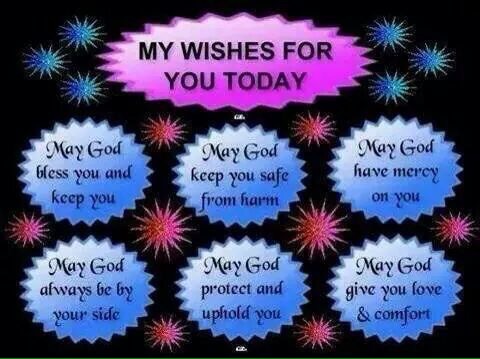 MY WISHES FOR
YOU TODAY
May God
bless you and
keep you
May God
keep you safe
from harm
May God
have mercy
on you
May God
always be by
your side
May God
protect and
uphold you
May God
give you love
& comfort